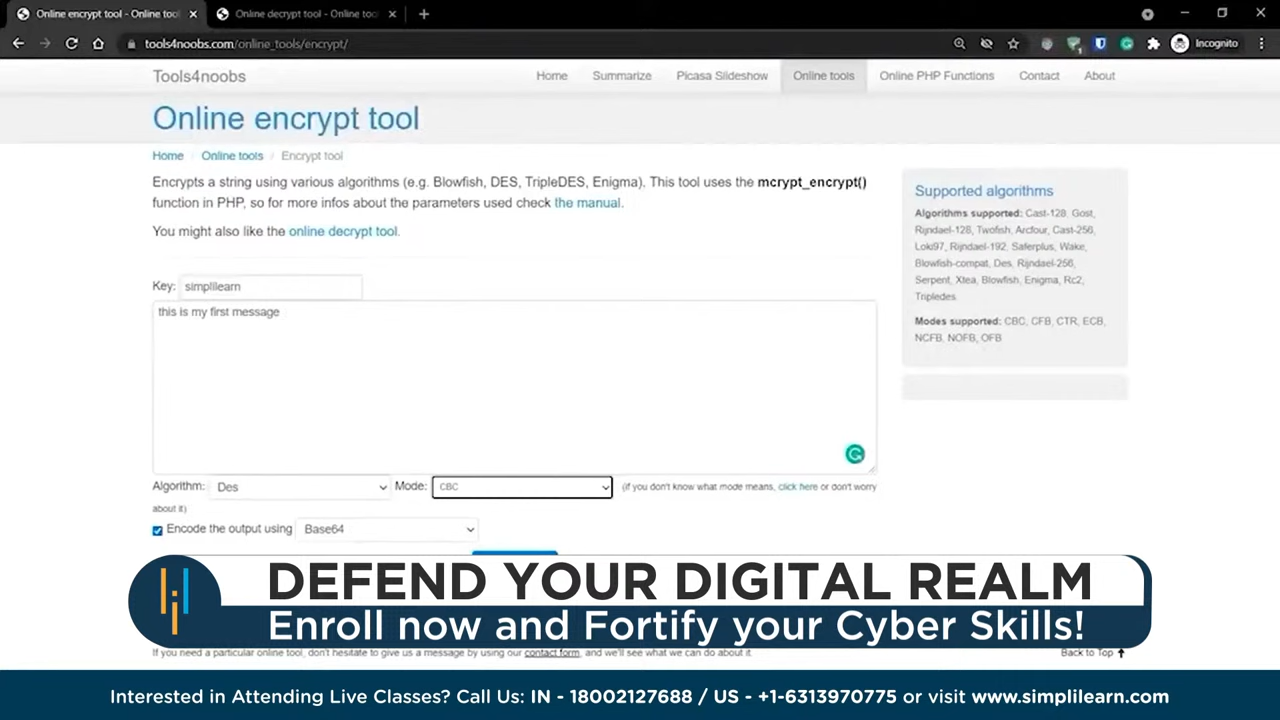 Online encrypt tool - Online tool
Online decrypt tool - Online too
tools4noobs.com/online_tools/encrypt/
Incognito
Tools4noobs
Home
Summarize
Picasa Slideshow
Online tools
Online PHP Functions
Contact
About
Online encrypt tool
Home / Online tools / Encrypt tool
Encrypts a string using various algorithms (e.g. Blowfish, DES, TripleDES, Enigma). This tool uses the mcrypt_encrypt()
function in PHP, so for more infos about the parameters used check the manual.
You might also like the online decrypt tool.
Supported algorithms
Algorithms supported: Cast-128, Gost,
Rijndael-128, Twofish, Arcfour, Cast-256,
Loki97, Rijndael-192, Saferplus, Wake,
Blowfish-compat, Des, Rijndael-256,
Serpent, Xtea, Blowfish, Enigma, Rc2,
Tripledes
Modes supported: CBC, CFB, CTR, ECB,
NCFB, NOFB, OFB
Key: simplilearn
this is my first message
Algorithm: Des Mode: CBC (if you don't know what mode means, click here or don't worry
about it)
Encode the output using Base64
DEFEND YOUR DIGITAL REALM
Enroll now and Fortify your Cyber Skills!
If you need a particular online tool, don't hesitate to give us a message by using our contact form, and we'll see what we can do about it.
Back to Top
Interested in Attending Live Classes? Call Us: IN - 18002127688 / US - +1-6313970775 or visit www.simplilearn.com